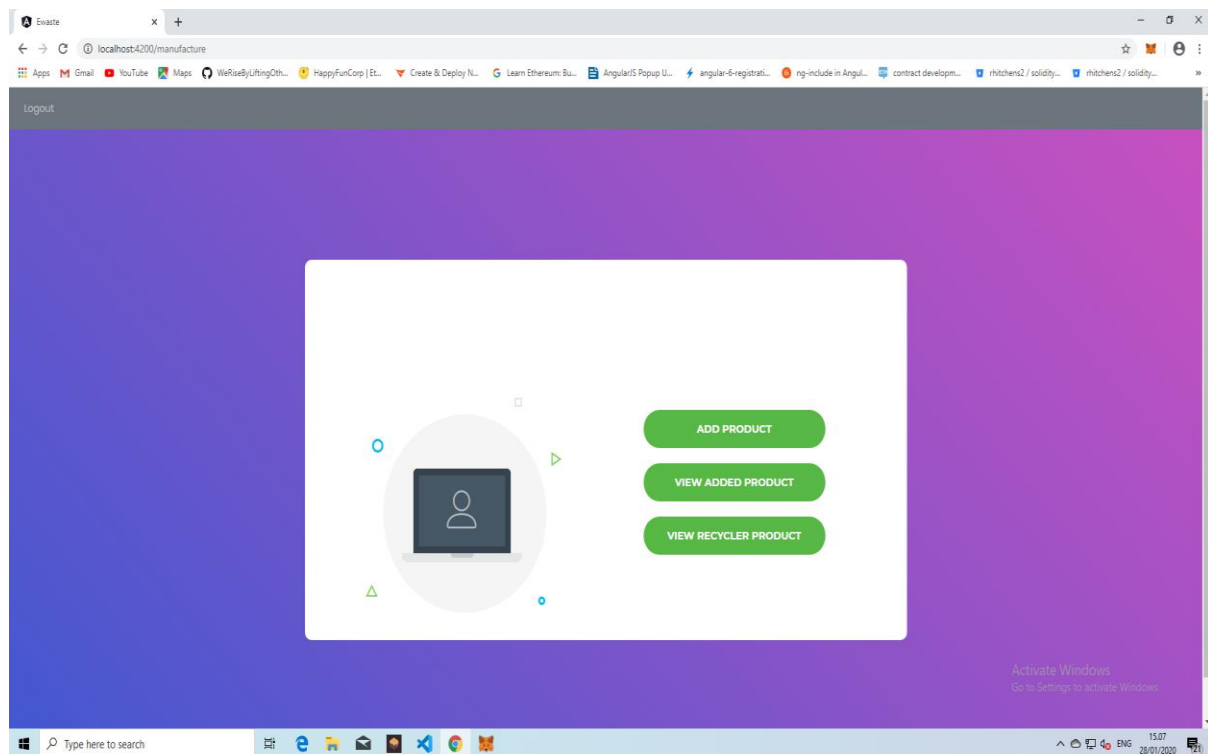 Ewaste
localhost:4200/manufacture
Apps Gmail YouTube Maps WeRiseByLiftingOth... HappyFunCorp | Et... Create & Deploy N... Learn Ethereum: Bu... AngularJS Popup U... angular-6-registrati... ng-include in Angul... contract developm... rhitchens2 / solidity... rhitchens2 / solidity... »
Logout
ADD PRODUCT
VIEW ADDED PRODUCT
VIEW RECYCLER PRODUCT
Activate Windows
Go to Settings to activate Windows.
Type here to search
ENG
15.07
28/01/2020